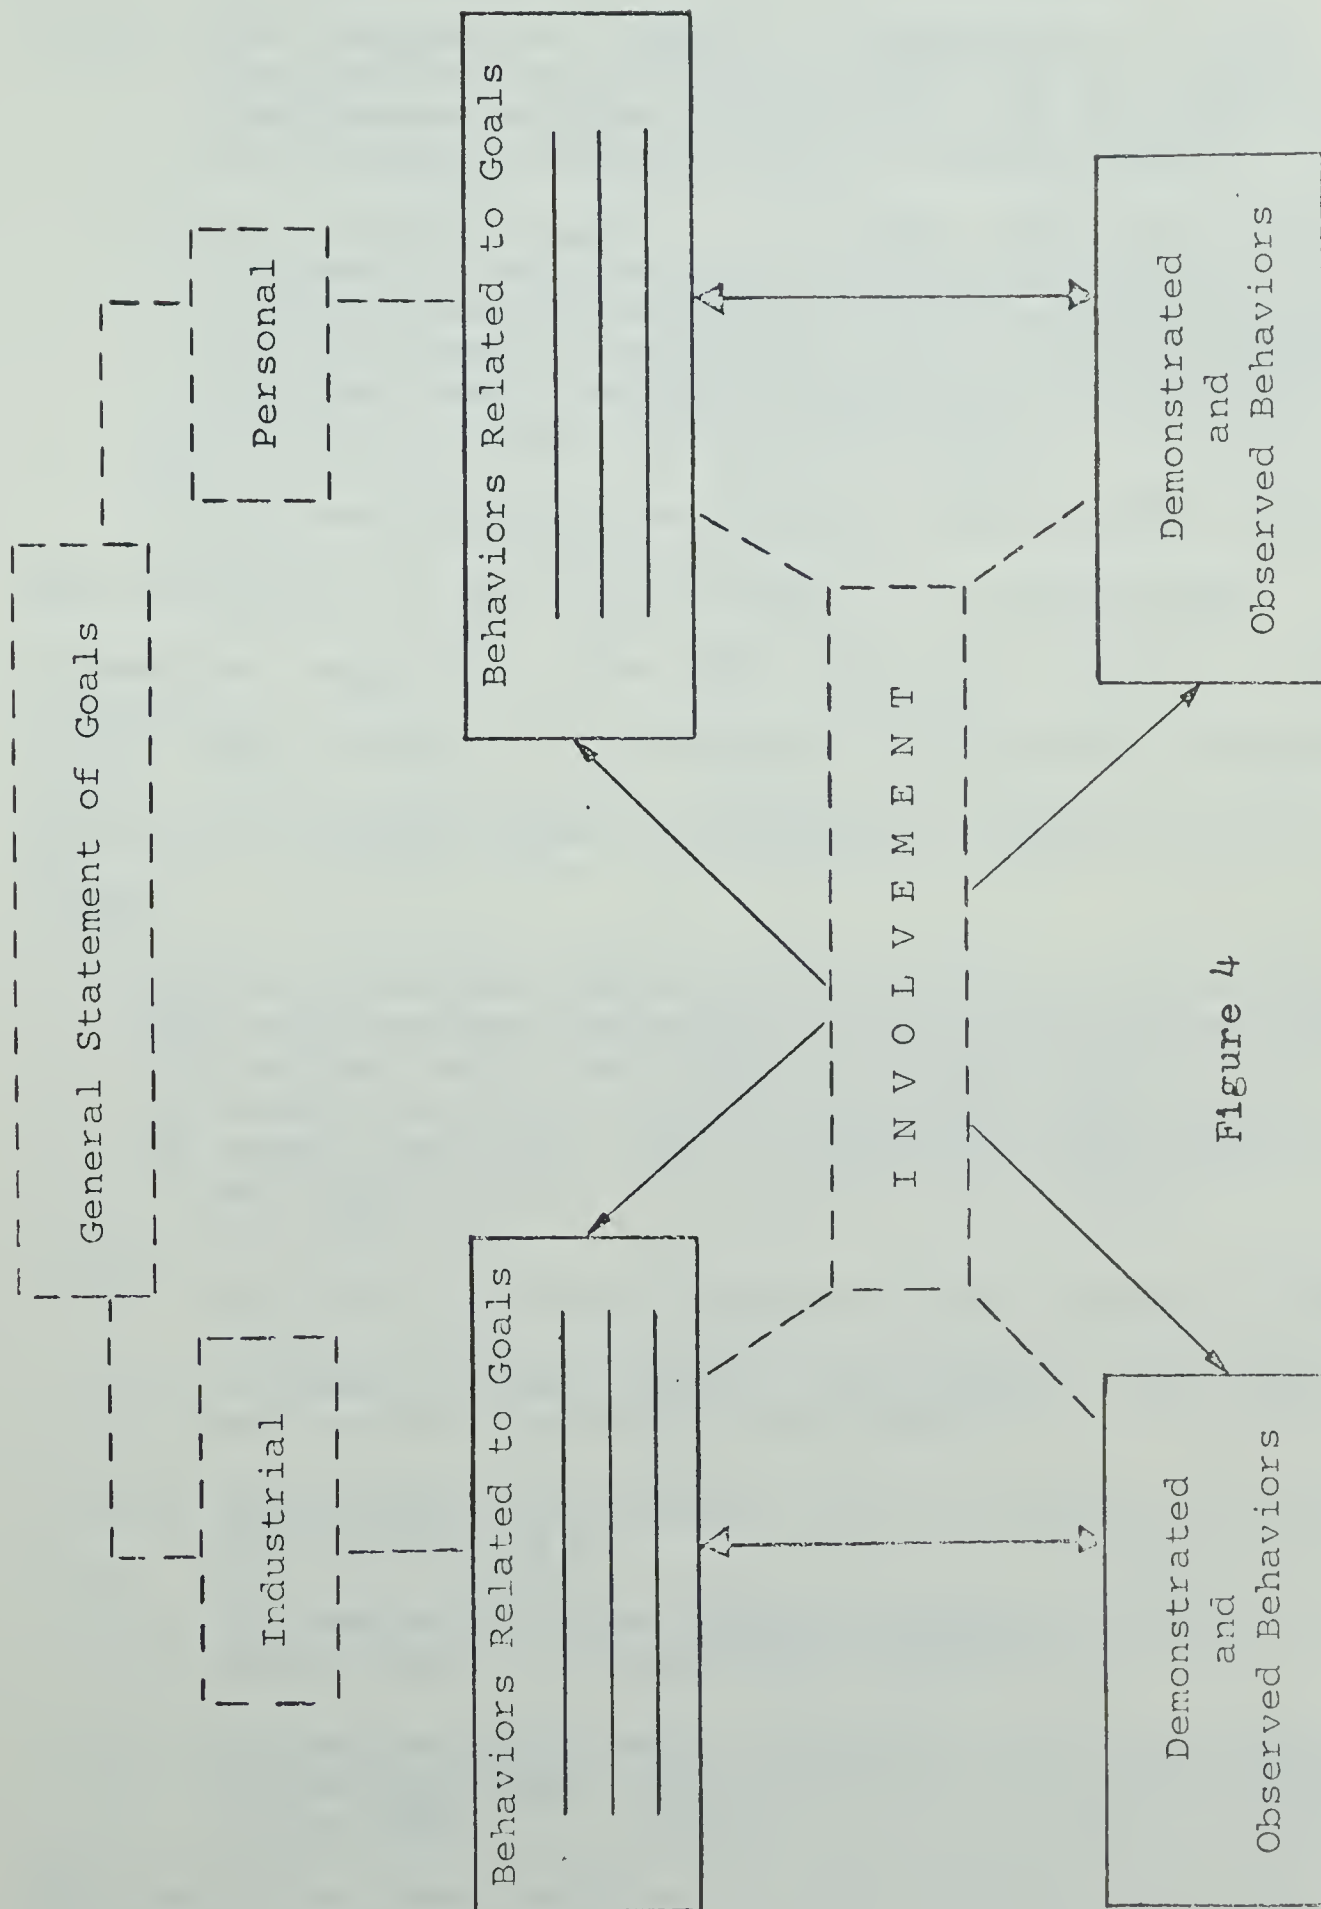 General Statement of Goals
Industrial
Personal
Behaviors Related to Goals
Behaviors Related to Goals
INVOLVEMENT
Demonstrated
and
Observed Behaviors
Demonstrated
and
Observed Behaviors
Figure 4